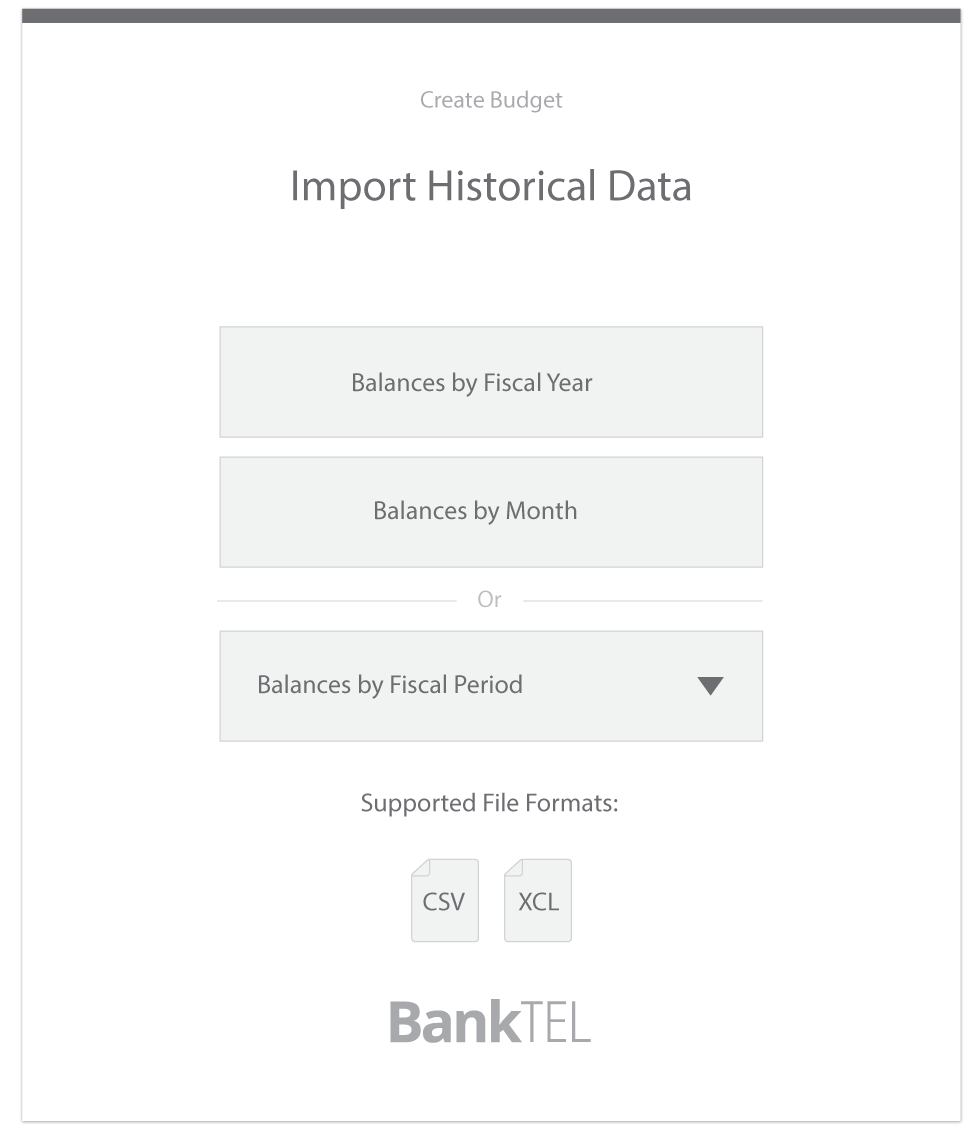 Create Budget
Import Historical Data
Balances by Fiscal Year
Balances by Month
Or
Balances by Fiscal Period
Supported File Formats:
CSV XCL
BankTEL